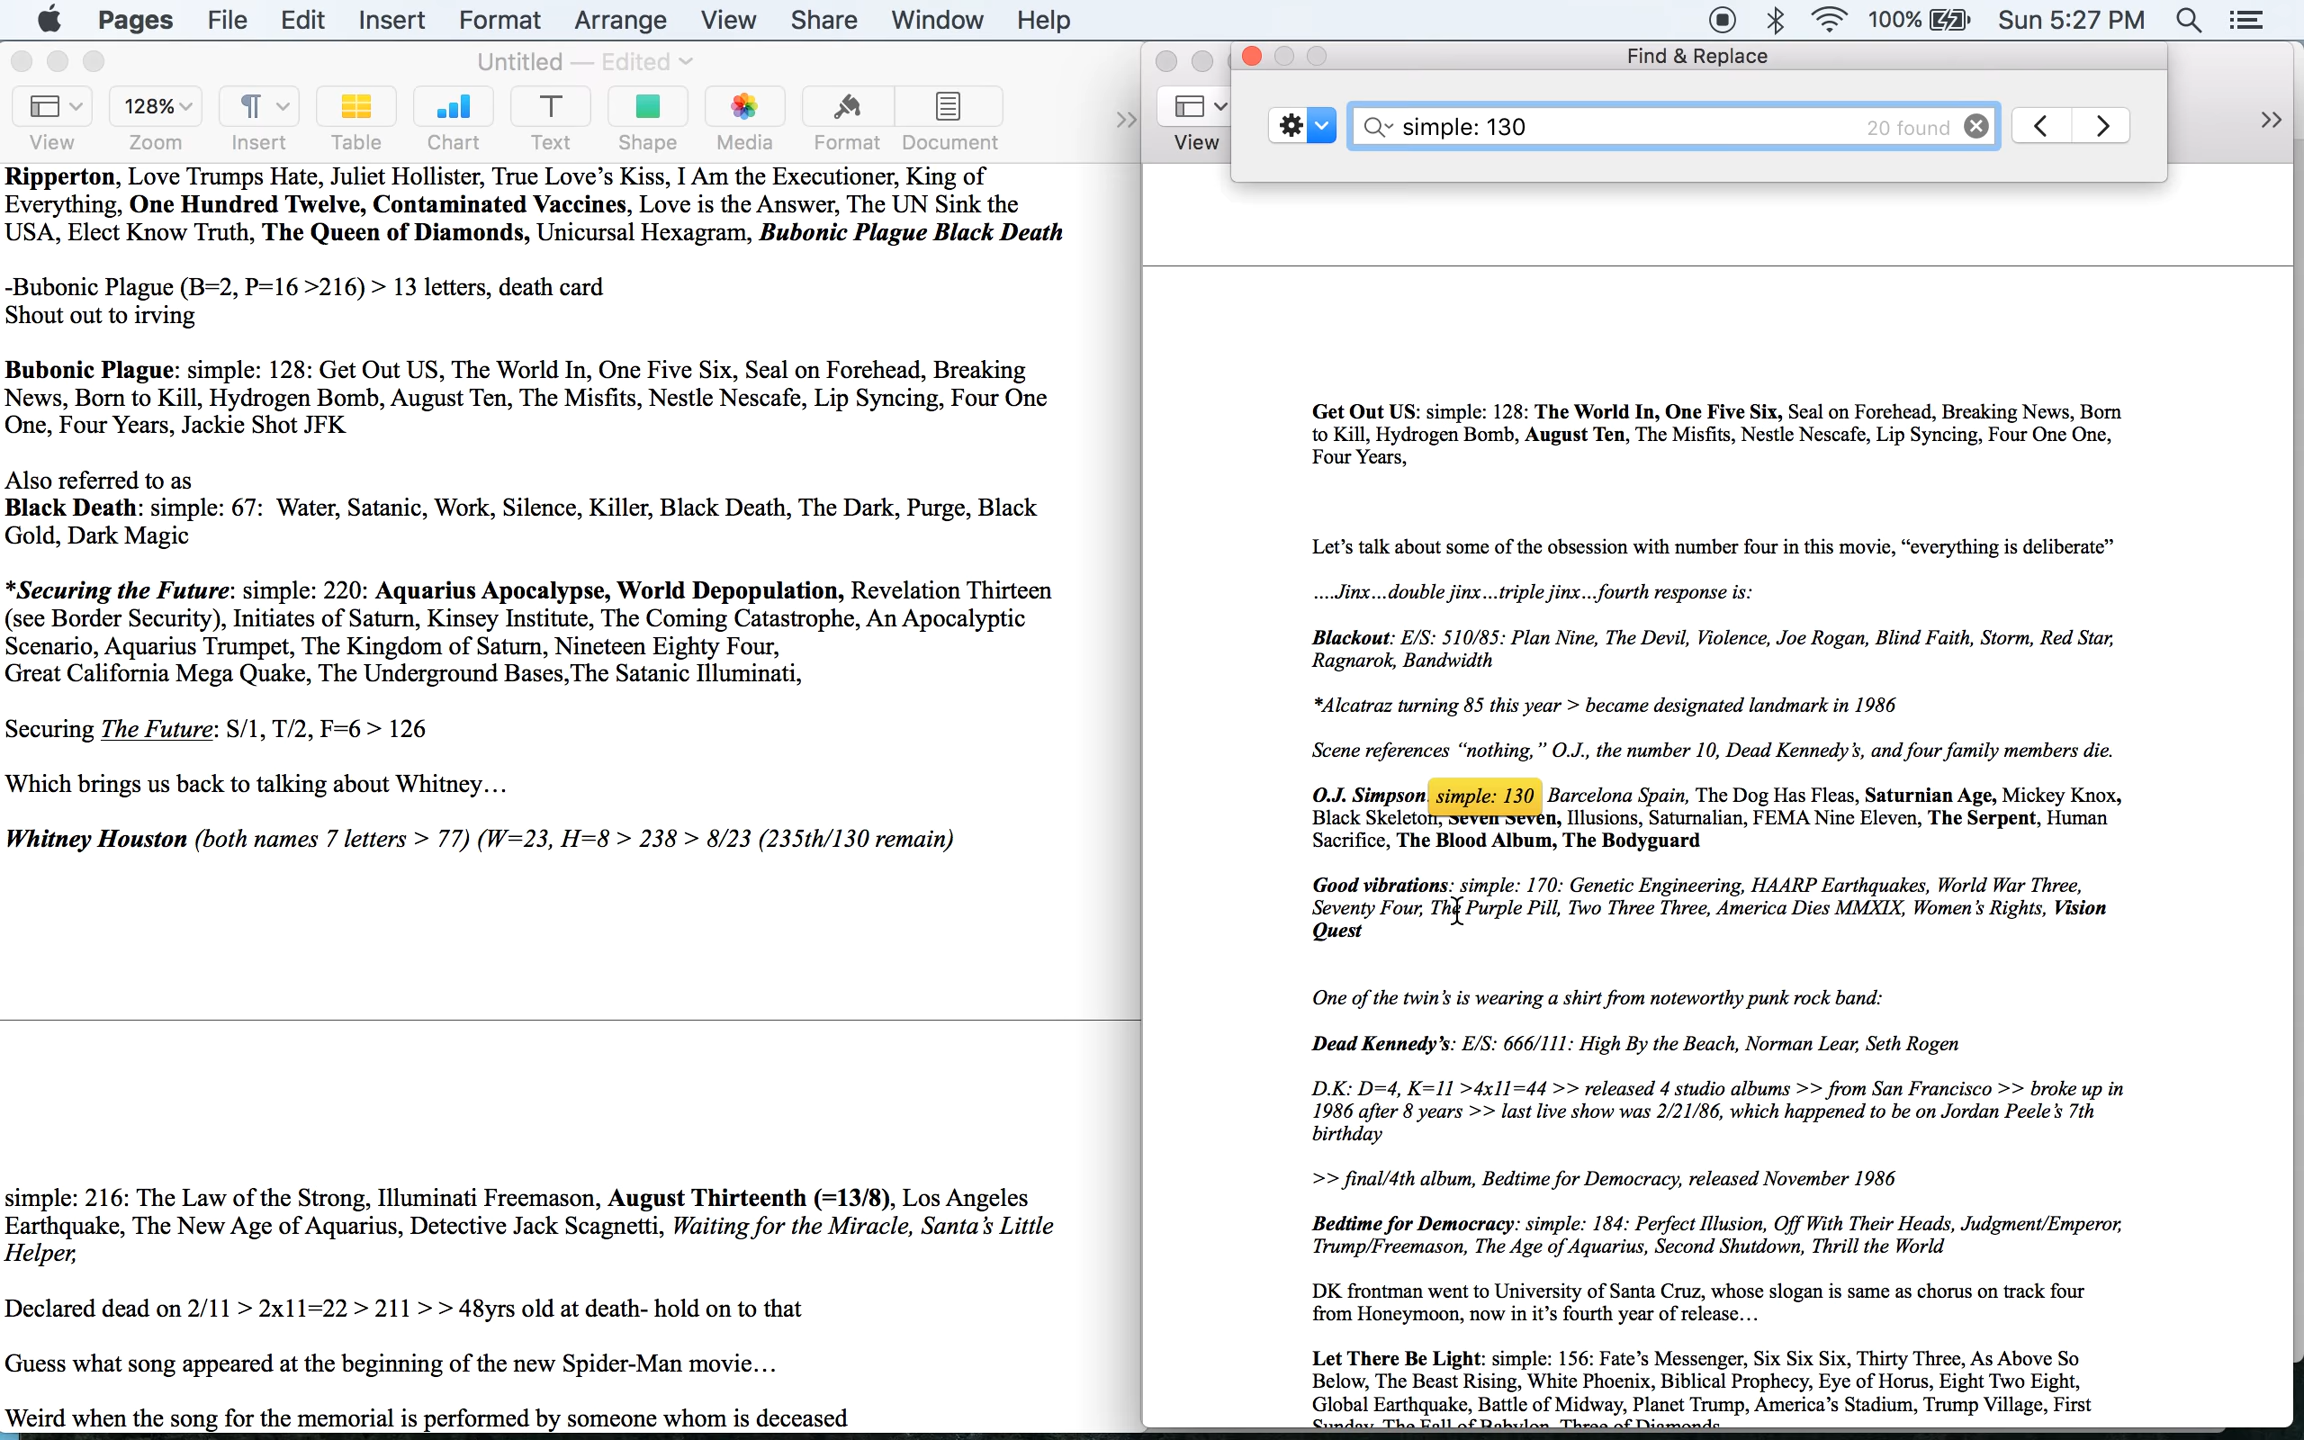 Pages File Edit Insert Format Arrange View Share Window Help 100% Sun 5:27 PM
Untitled — Edited
128%
View Zoom Insert Table Chart Text Shape Media Format Document
Ripperton, Love Trumps Hate, Juliet Hollister, True Love’s Kiss, I Am the Executioner, King of
Everything, One Hundred Twelve, Contaminated Vaccines, Love is the Answer, The UN Sink the
USA, Elect Know Truth, The Queen of Diamonds, Unicursal Hexagram, Bubonic Plague Black Death
-Bubonic Plague (B=2, P=16 >216) > 13 letters, death card
Shout out to irving
Bubonic Plague: simple: 128: Get Out US, The World In, One Five Six, Seal on Forehead, Breaking
News, Born to Kill, Hydrogen Bomb, August Ten, The Misfits, Nestle Nescafe, Lip Syncing, Four One
One, Four Years, Jackie Shot JFK
Also referred to as
Black Death: simple: 67: Water, Satanic, Work, Silence, Killer, Black Death, The Dark, Purge, Black
Gold, Dark Magic
*Securing the Future: simple: 220: Aquarius Apocalypse, World Depopulation, Revelation Thirteen
(see Border Security), Initiates of Saturn, Kinsey Institute, The Coming Catastrophe, An Apocalyptic
Scenario, Aquarius Trumpet, The Kingdom of Saturn, Nineteen Eighty Four,
Great California Mega Quake, The Underground Bases,The Satanic Illuminati,
Securing The Future: S/1, T/2, F=6 > 126
Which brings us back to talking about Whitney…
Whitney Houston (both names 7 letters > 77) (W=23, H=8 > 238 > 8/23 (235th/130 remain)
simple: 216: The Law of the Strong, Illuminati Freemason, August Thirteenth (=13/8), Los Angeles
Earthquake, The New Age of Aquarius, Detective Jack Scagnetti, Waiting for the Miracle, Santa’s Little
Helper,
Declared dead on 2/11 > 2x11=22 > 211 > > 48yrs old at death- hold on to that
Guess what song appeared at the beginning of the new Spider-Man movie…
Weird when the song for the memorial is performed by someone whom is deceased
Find & Replace
simple: 130 20 found
View
Get Out US: simple: 128: The World In, One Five Six, Seal on Forehead, Breaking News, Born
to Kill, Hydrogen Bomb, August Ten, The Misfits, Nestle Nescafe, Lip Syncing, Four One One,
Four Years,
Let’s talk about some of the obsession with number four in this movie, “everything is deliberate”
….Jinx…double jinx…triple jinx…fourth response is:
Blackout: E/S: 510/85: Plan Nine, The Devil, Violence, Joe Rogan, Blind Faith, Storm, Red Star,
Ragnarok, Bandwidth
*Alcatraz turning 85 this year > became designated landmark in 1986
Scene references “nothing,” O.J., the number 10, Dead Kennedy’s, and four family members die.
O.J. Simpson simple: 130 Barcelona Spain, The Dog Has Fleas, Saturnian Age, Mickey Knox,
Black Skeleton, Seven Seven, Illusions, Saturnalian, FEMA Nine Eleven, The Serpent, Human
Sacrifice, The Blood Album, The Bodyguard
Good vibrations: simple: 170: Genetic Engineering, HAARP Earthquakes, World War Three,
Seventy Four, The Purple Pill, Two Three Three, America Dies MMXIX, Women’s Rights, Vision
Quest
One of the twin’s is wearing a shirt from noteworthy punk rock band:
Dead Kennedy’s: E/S: 666/111: High By the Beach, Norman Lear, Seth Rogen
D.K: D=4, K=11 >4x11=44 >> released 4 studio albums >> from San Francisco >> broke up in
1986 after 8 years >> last live show was 2/21/86, which happened to be on Jordan Peele’s 7th
birthday
>> final/4th album, Bedtime for Democracy, released November 1986
Bedtime for Democracy: simple: 184: Perfect Illusion, Off With Their Heads, Judgment/Emperor,
Trump/Freemason, The Age of Aquarius, Second Shutdown, Thrill the World
DK frontman went to University of Santa Cruz, whose slogan is same as chorus on track four
from Honeymoon, now in it’s fourth year of release…
Let There Be Light: simple: 156: Fate’s Messenger, Six Six Six, Thirty Three, As Above So
Below, The Beast Rising, White Phoenix, Biblical Prophecy, Eye of Horus, Eight Two Eight,
Global Earthquake, Battle of Midway, Planet Trump, America’s Stadium, Trump Village, First
Sunday, The Fall of Babylon, Three of Diamonds